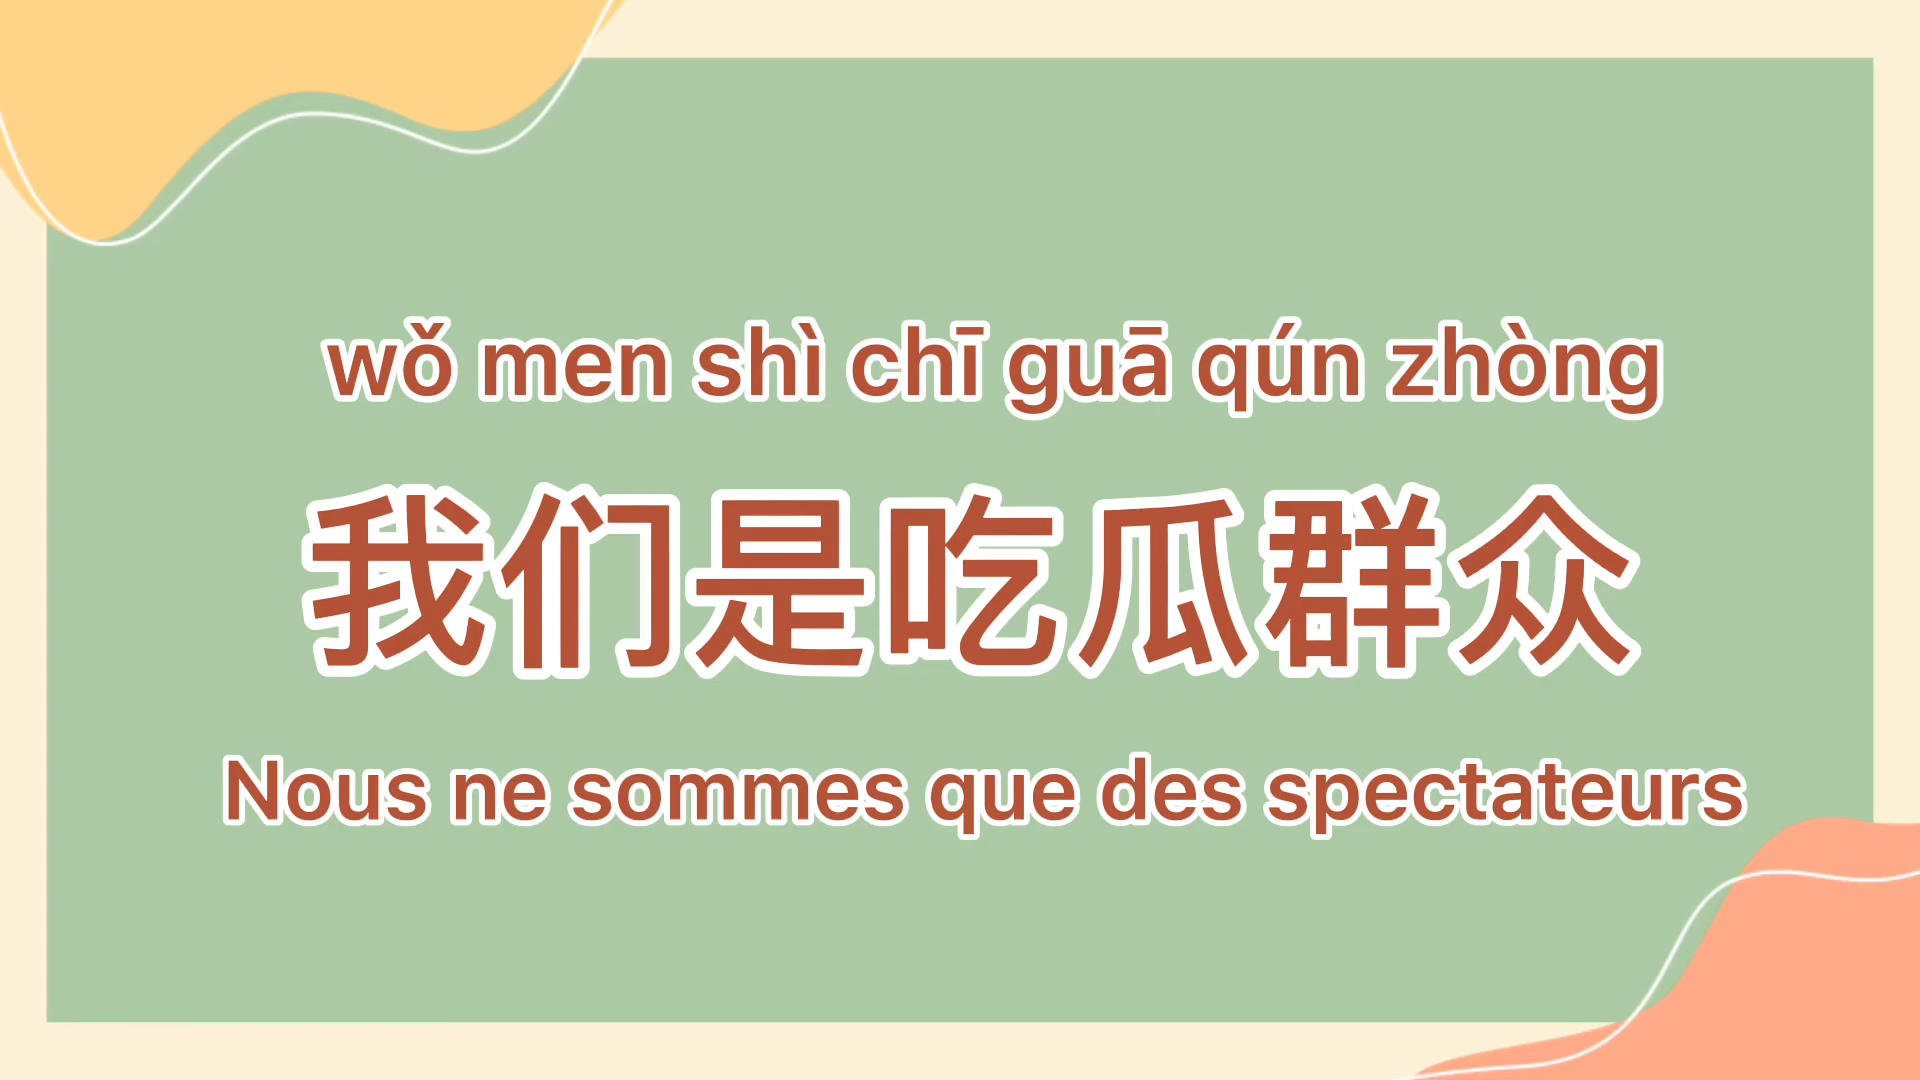 wǒ men shì chī guā qún zhòng
我们是吃瓜群众
Nous ne sommes que des spectateurs